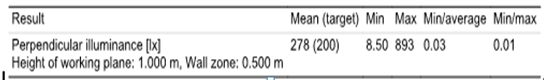 Result Mean (target) Min Max Min/average Min/max
Perpendicular illuminance [lx] 278 (200) 8.50 893 0.03 0.01
Height of working plane: 1.000 m, Wall zone: 0.500 m